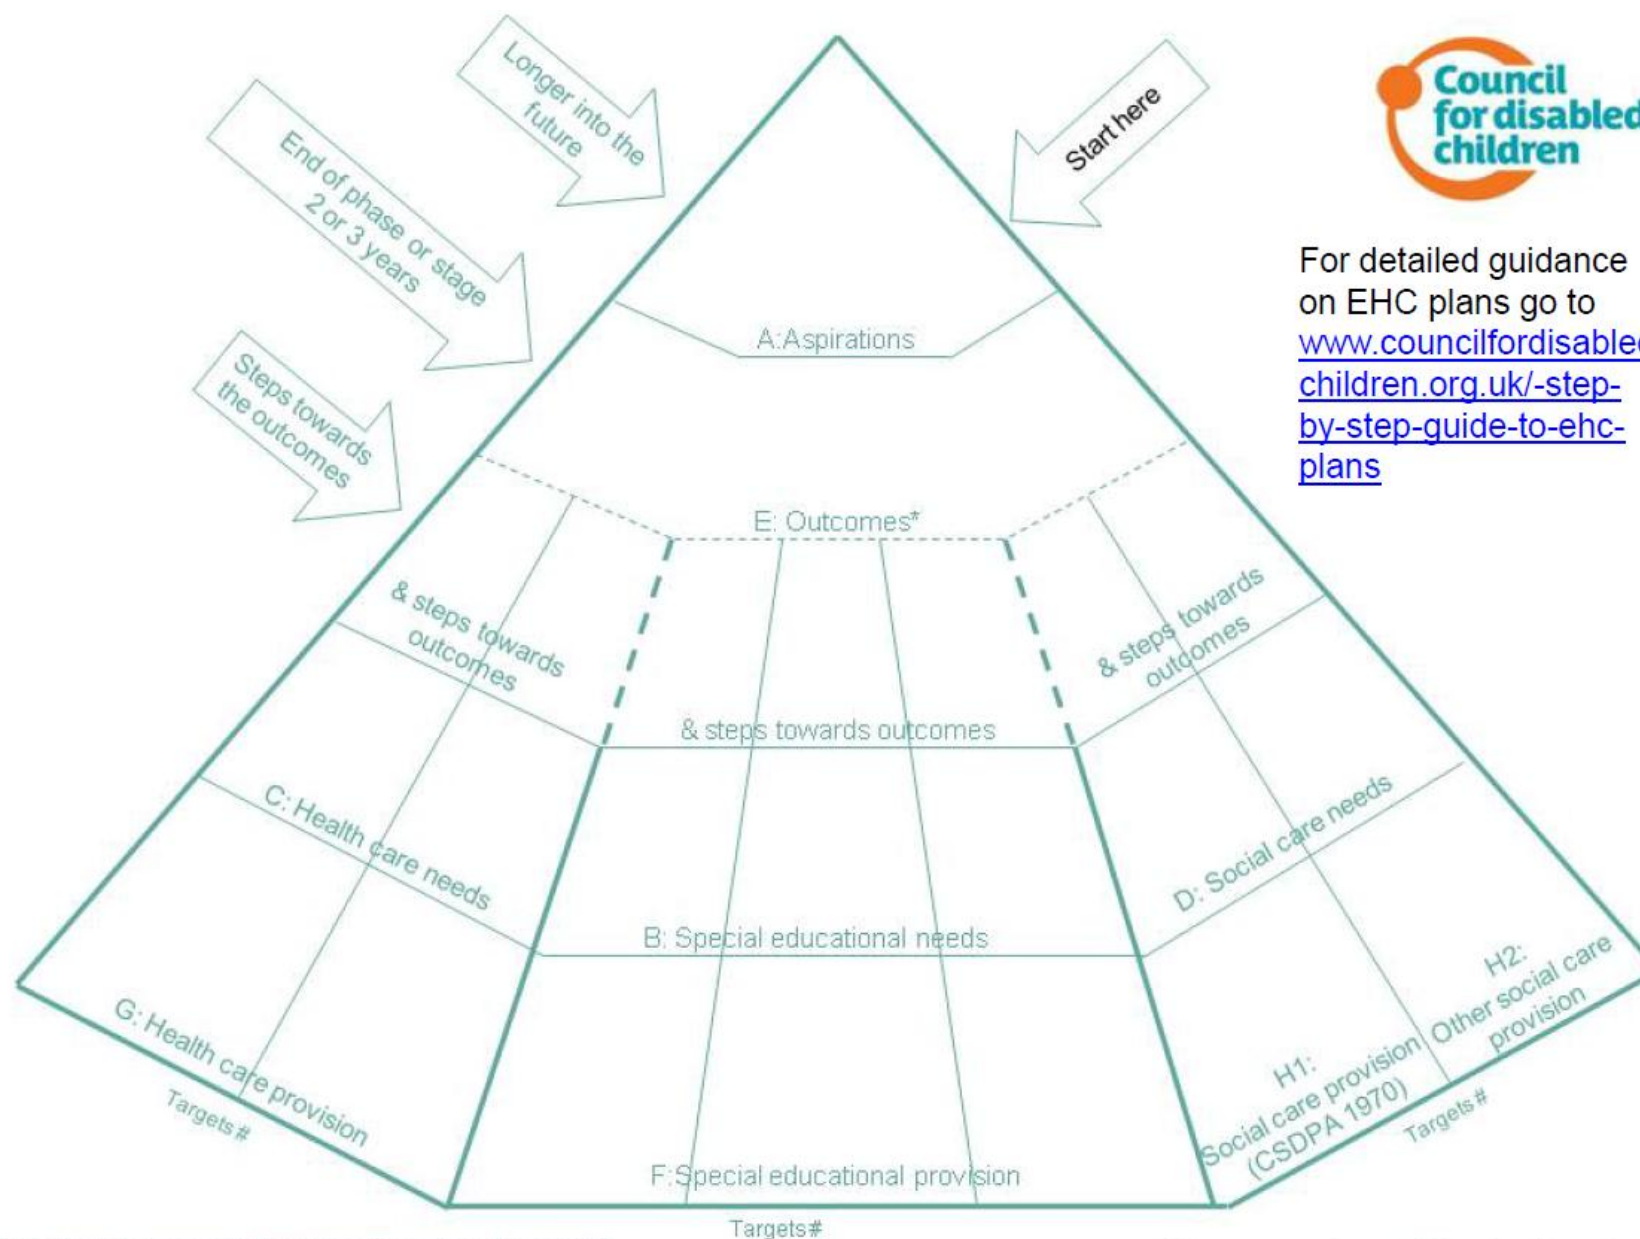 Longer into the
future
Start here
End of phase or stage
2 or 3 years
Steps towards
the outcomes
Council
for disabled
children
For detailed guidance
on EHC plans go to
www.councilfordisabled
children.org.uk/-step-
by-step-guide-to-ehc-
plans
A:Aspirations
E: Outcomes*
& steps towards
outcomes
& steps towards outcomes
& steps towards
outcomes
C: Health care needs
B: Special educational needs
D: Social care needs
G: Health care provision
Targets#
F:Special educational provision
Targets#
H1:
Social care provision
(CSDPA 1970)
H2:
Other social care
provision
Targets#